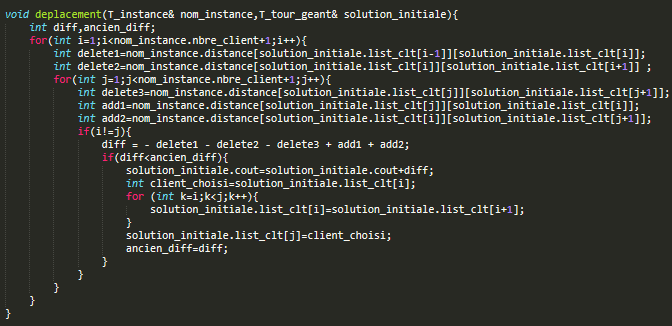 void deplacement(T_instance& nom_instance,T_tour_geant& solution_initiale){
    int diff,ancien_diff;
    for(int i=1;i<nom_instance.nbre_client+1;i++){
        int delete1=nom_instance.distance[solution_initiale.list_clt[i-1]][solution_initiale.list_clt[i]];
        int delete2=nom_instance.distance[solution_initiale.list_clt[i]][solution_initiale.list_clt[i+1]] ;
        for(int j=1;j<nom_instance.nbre_client+1;j++){
            int delete3=nom_instance.distance[solution_initiale.list_clt[j]][solution_initiale.list_clt[j+1]];
            int add1=nom_instance.distance[solution_initiale.list_clt[j]][solution_initiale.list_clt[i]];
            int add2=nom_instance.distance[solution_initiale.list_clt[i]][solution_initiale.list_clt[j+1]];
            if(i!=j){
                diff = - delete1 - delete2 - delete3 + add1 + add2;
                if(diff<ancien_diff){
                    solution_initiale.cout=solution_initiale.cout+diff;
                    int client_choisi=solution_initiale.list_clt[i];
                    for (int k=i;k<j;k++){
                        solution_initiale.list_clt[i]=solution_initiale.list_clt[i+1];
                    }
                    solution_initiale.list_clt[j]=client_choisi;
                    ancien_diff=diff;
                }
            }
        }
    }
}